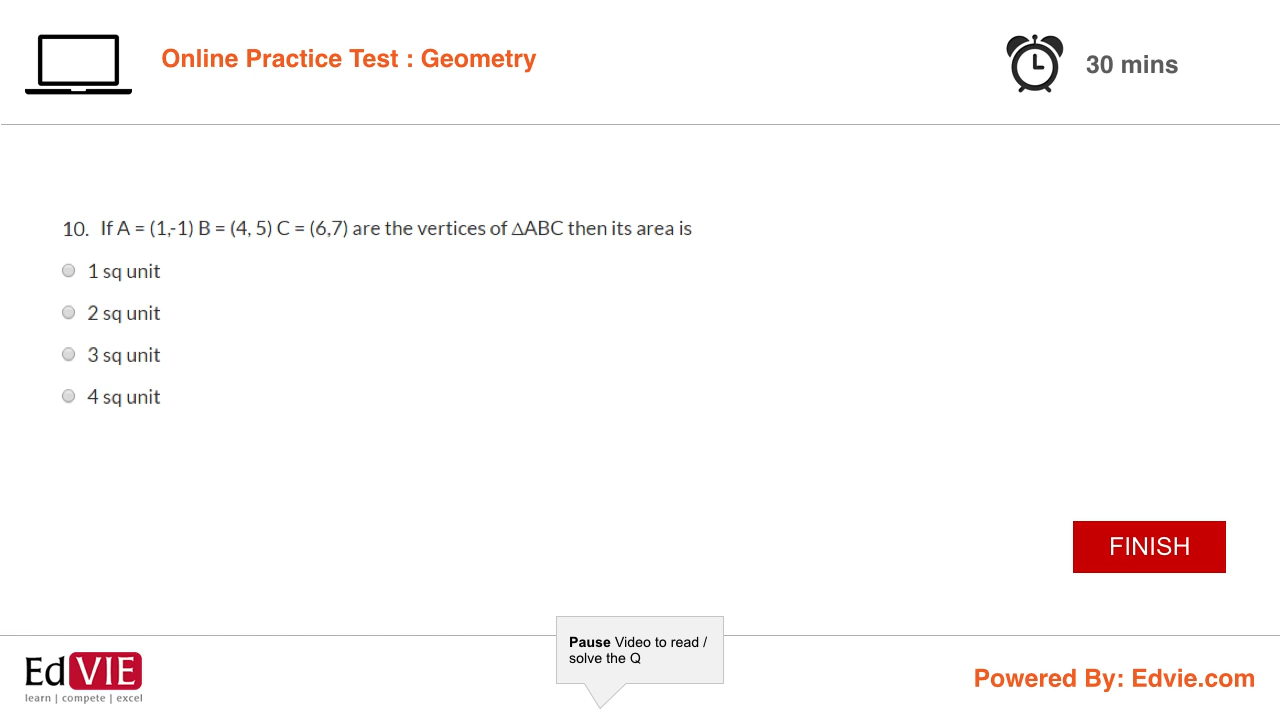 Online Practice Test : Geometry
30 mins
10. If A = (1,-1) B = (4, 5) C = (6,7) are the vertices of ∆ABC then its area is
1 sq unit
2 sq unit
3 sq unit
4 sq unit
FINISH
Pause Video to read /
solve the Q
EdVIE
learn | compete | excel
Powered By: Edvie.com